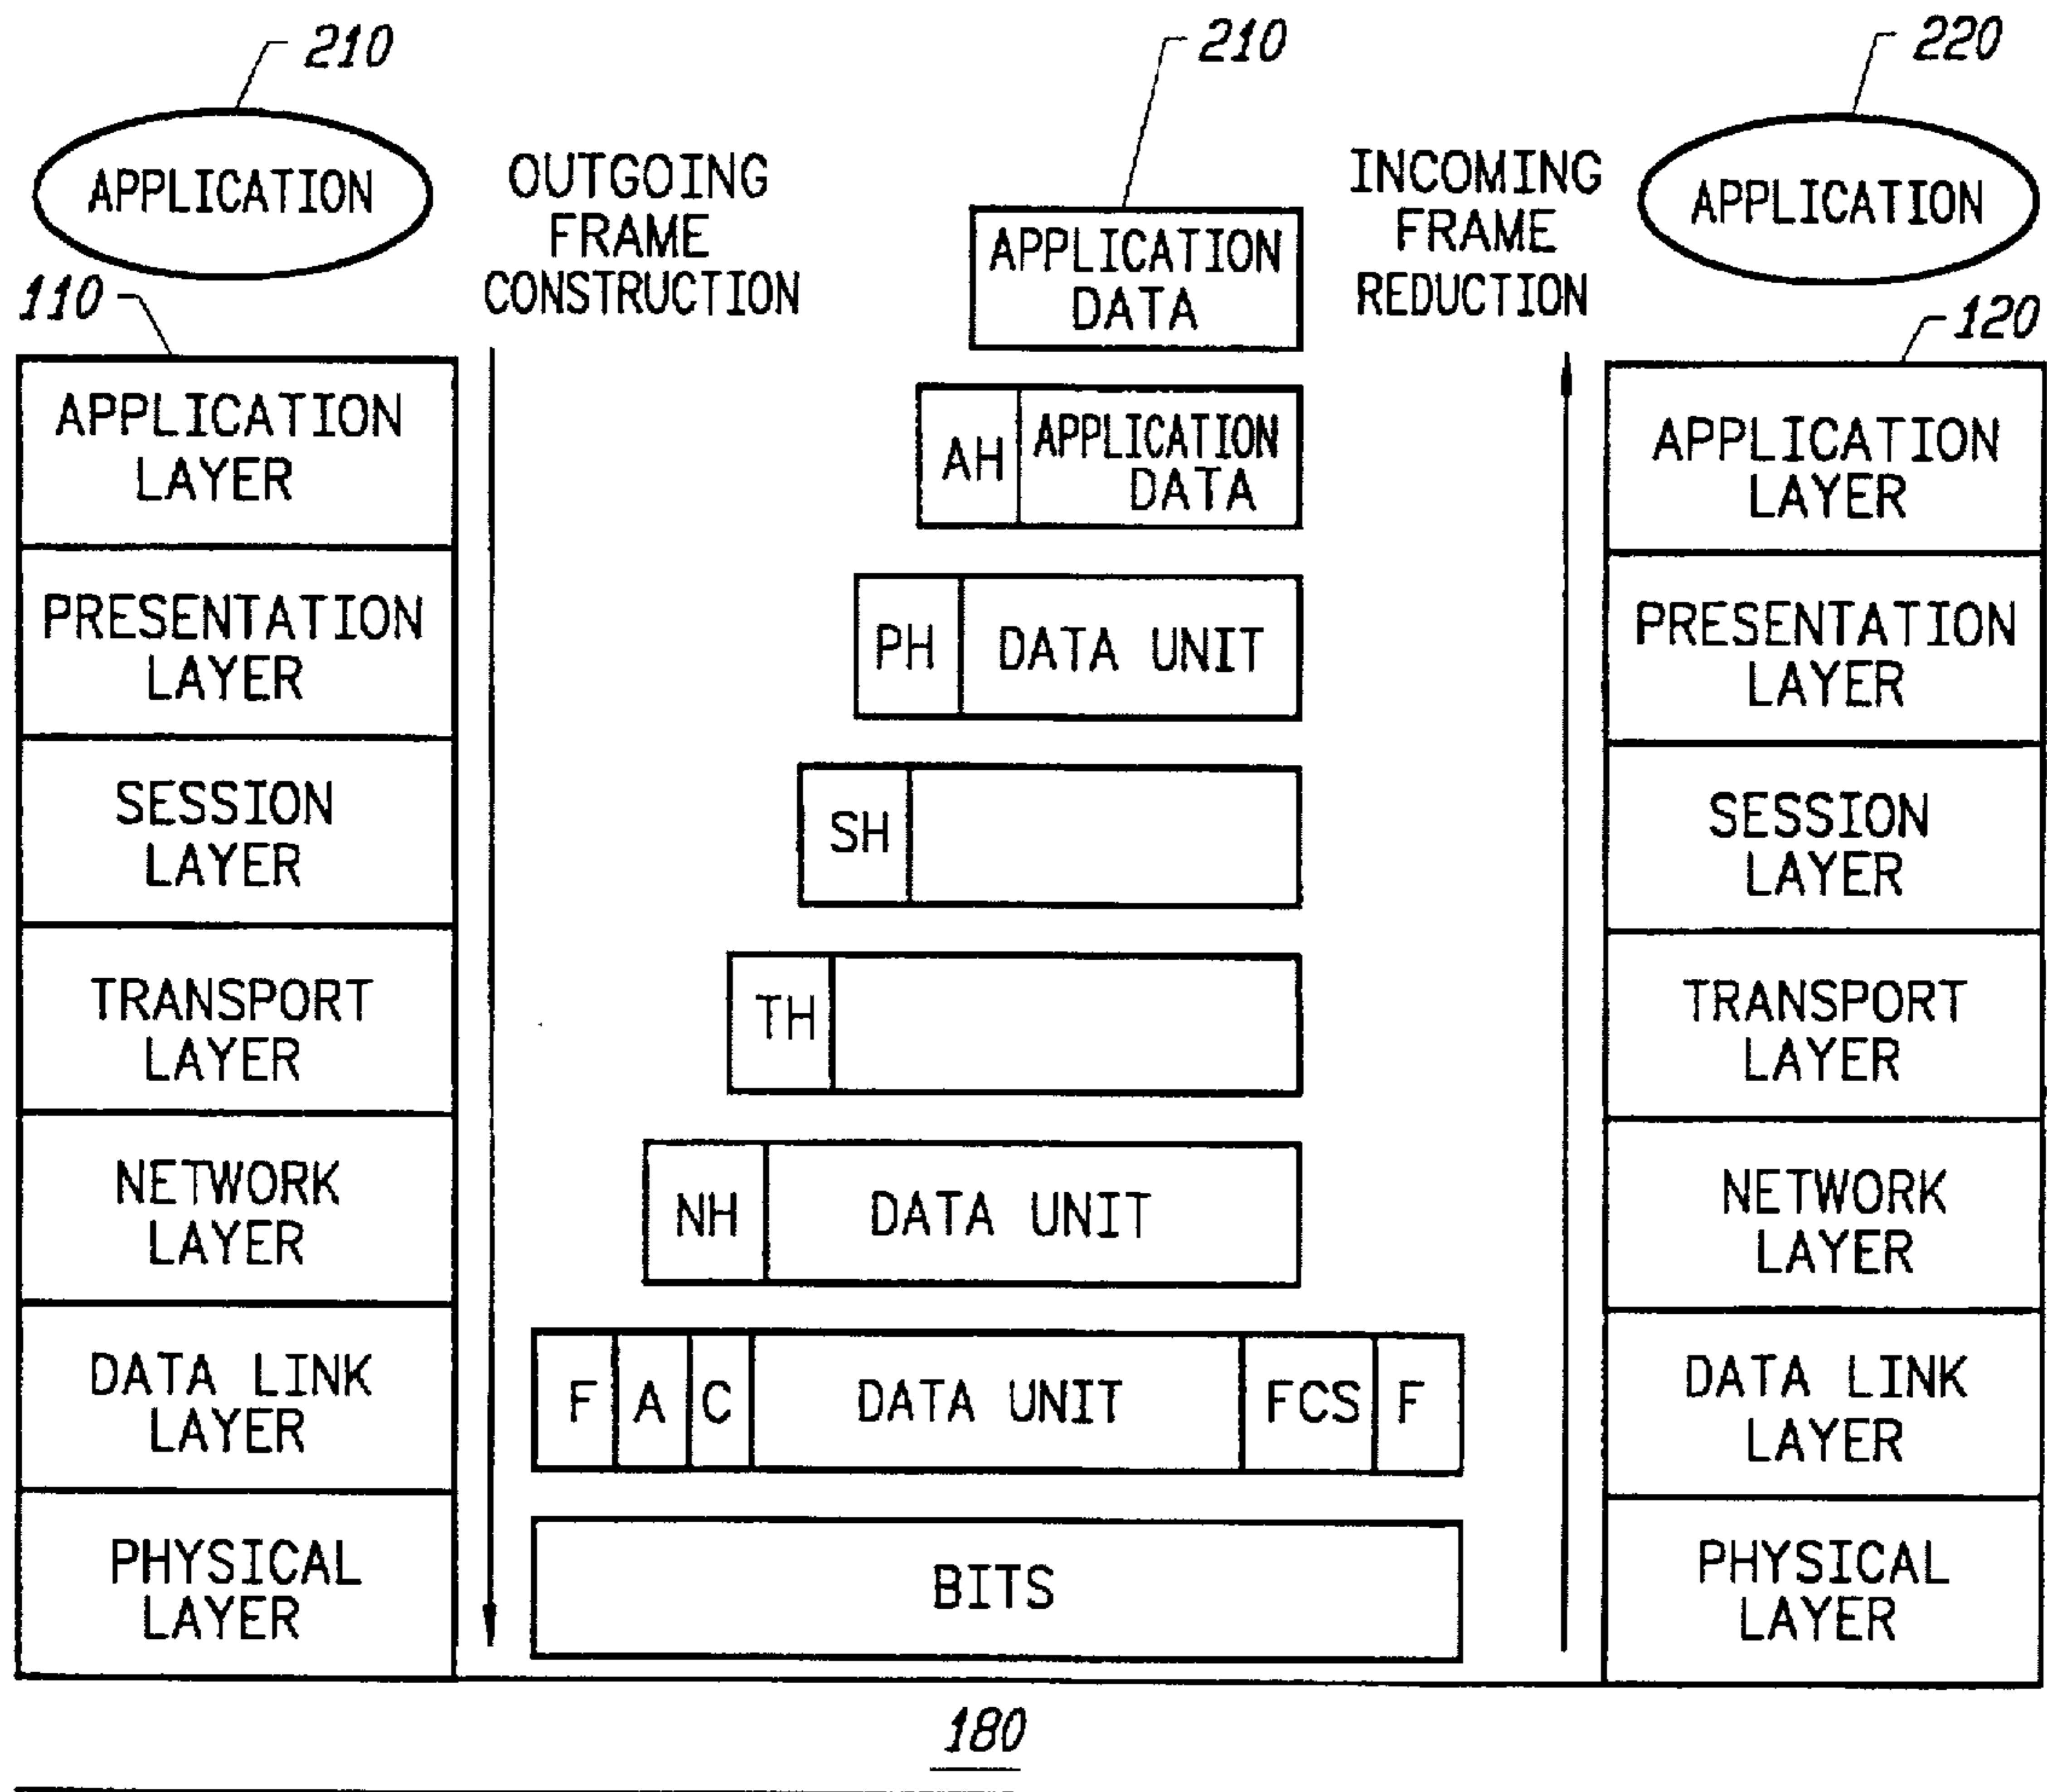 210
210
220
APPLICATION
OUTGOING
FRAME
CONSTRUCTION
APPLICATION
DATA
INCOMING
FRAME
REDUCTION
APPLICATION
110
120
APPLICATION
LAYER
AH
APPLICATION
DATA
APPLICATION
LAYER
PRESENTATION
LAYER
PH
DATA UNIT
PRESENTATION
LAYER
SESSION
LAYER
SH
SESSION
LAYER
TRANSPORT
LAYER
TH
TRANSPORT
LAYER
NETWORK
LAYER
NH
DATA UNIT
NETWORK
LAYER
DATA LINK
LAYER
F
A
C
DATA UNIT
FCS
F
DATA LINK
LAYER
PHYSICAL
LAYER
BITS
PHYSICAL
LAYER
180